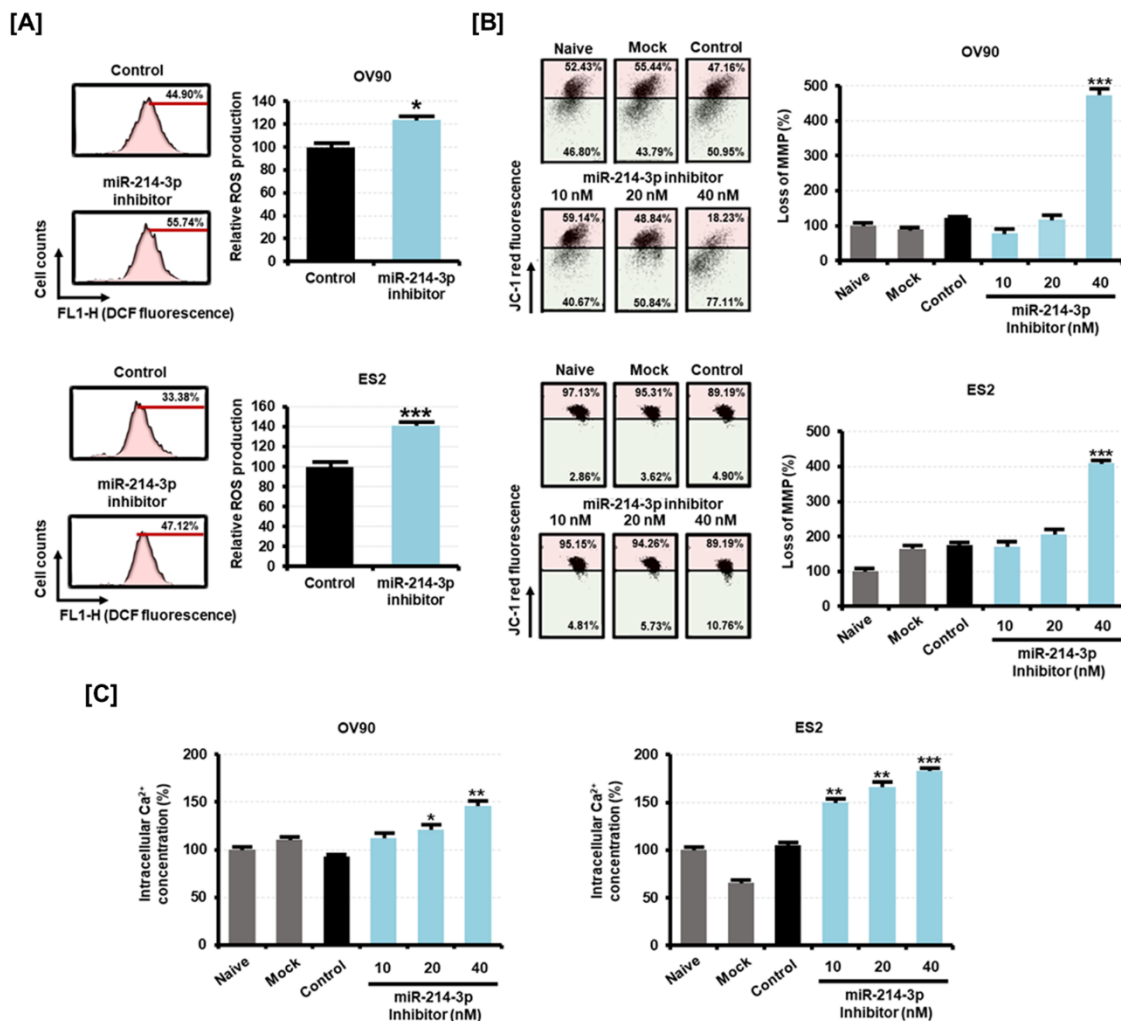 [A]
Control
44.90%
miR-214-3p
inhibitor
55.74%
Cell counts
FL1-H (DCF fluorescence)
OV90
Relative ROS production
140
120
100
80
60
40
20
0
*
Control
miR-214-3p
inhibitor
Control
33.38%
miR-214-3p
inhibitor
47.12%
Cell counts
FL1-H (DCF fluorescence)
ES2
Relative ROS production
160
140
120
100
80
60
40
20
0
***
Control
miR-214-3p
inhibitor
[B]
Naive Mock Control
52.43% 55.44% 47.16%
46.80% 43.79% 50.95%
miR-214-3p inhibitor
10 nM 20 nM 40 nM
59.14% 48.84% 18.23%
40.67% 50.84% 77.11%
JC-1 red fluorescence
OV90
Loss of MMP (%)
500
400
300
200
100
0
***
Naive Mock Control 10 20 40
miR-214-3p
Inhibitor (nM)
Naive Mock Control
97.13% 95.31% 89.19%
2.86% 3.62% 4.90%
miR-214-3p inhibitor
10 nM 20 nM 40 nM
95.15% 94.26% 89.19%
4.81% 5.73% 10.76%
JC-1 red fluorescence
ES2
Loss of MMP (%)
500
400
300
200
100
0
***
Naive Mock Control 10 20 40
miR-214-3p
Inhibitor (nM)
[C]
OV90
Intracellular Ca²⁺
concentration (%)
200
150
100
50
0
* **
Naive Mock Control 10 20 40
miR-214-3p
Inhibitor (nM)
ES2
Intracellular Ca²⁺
concentration (%)
200
150
100
50
0
** ** ***
Naive Mock Control 10 20 40
miR-214-3p
Inhibitor (nM)